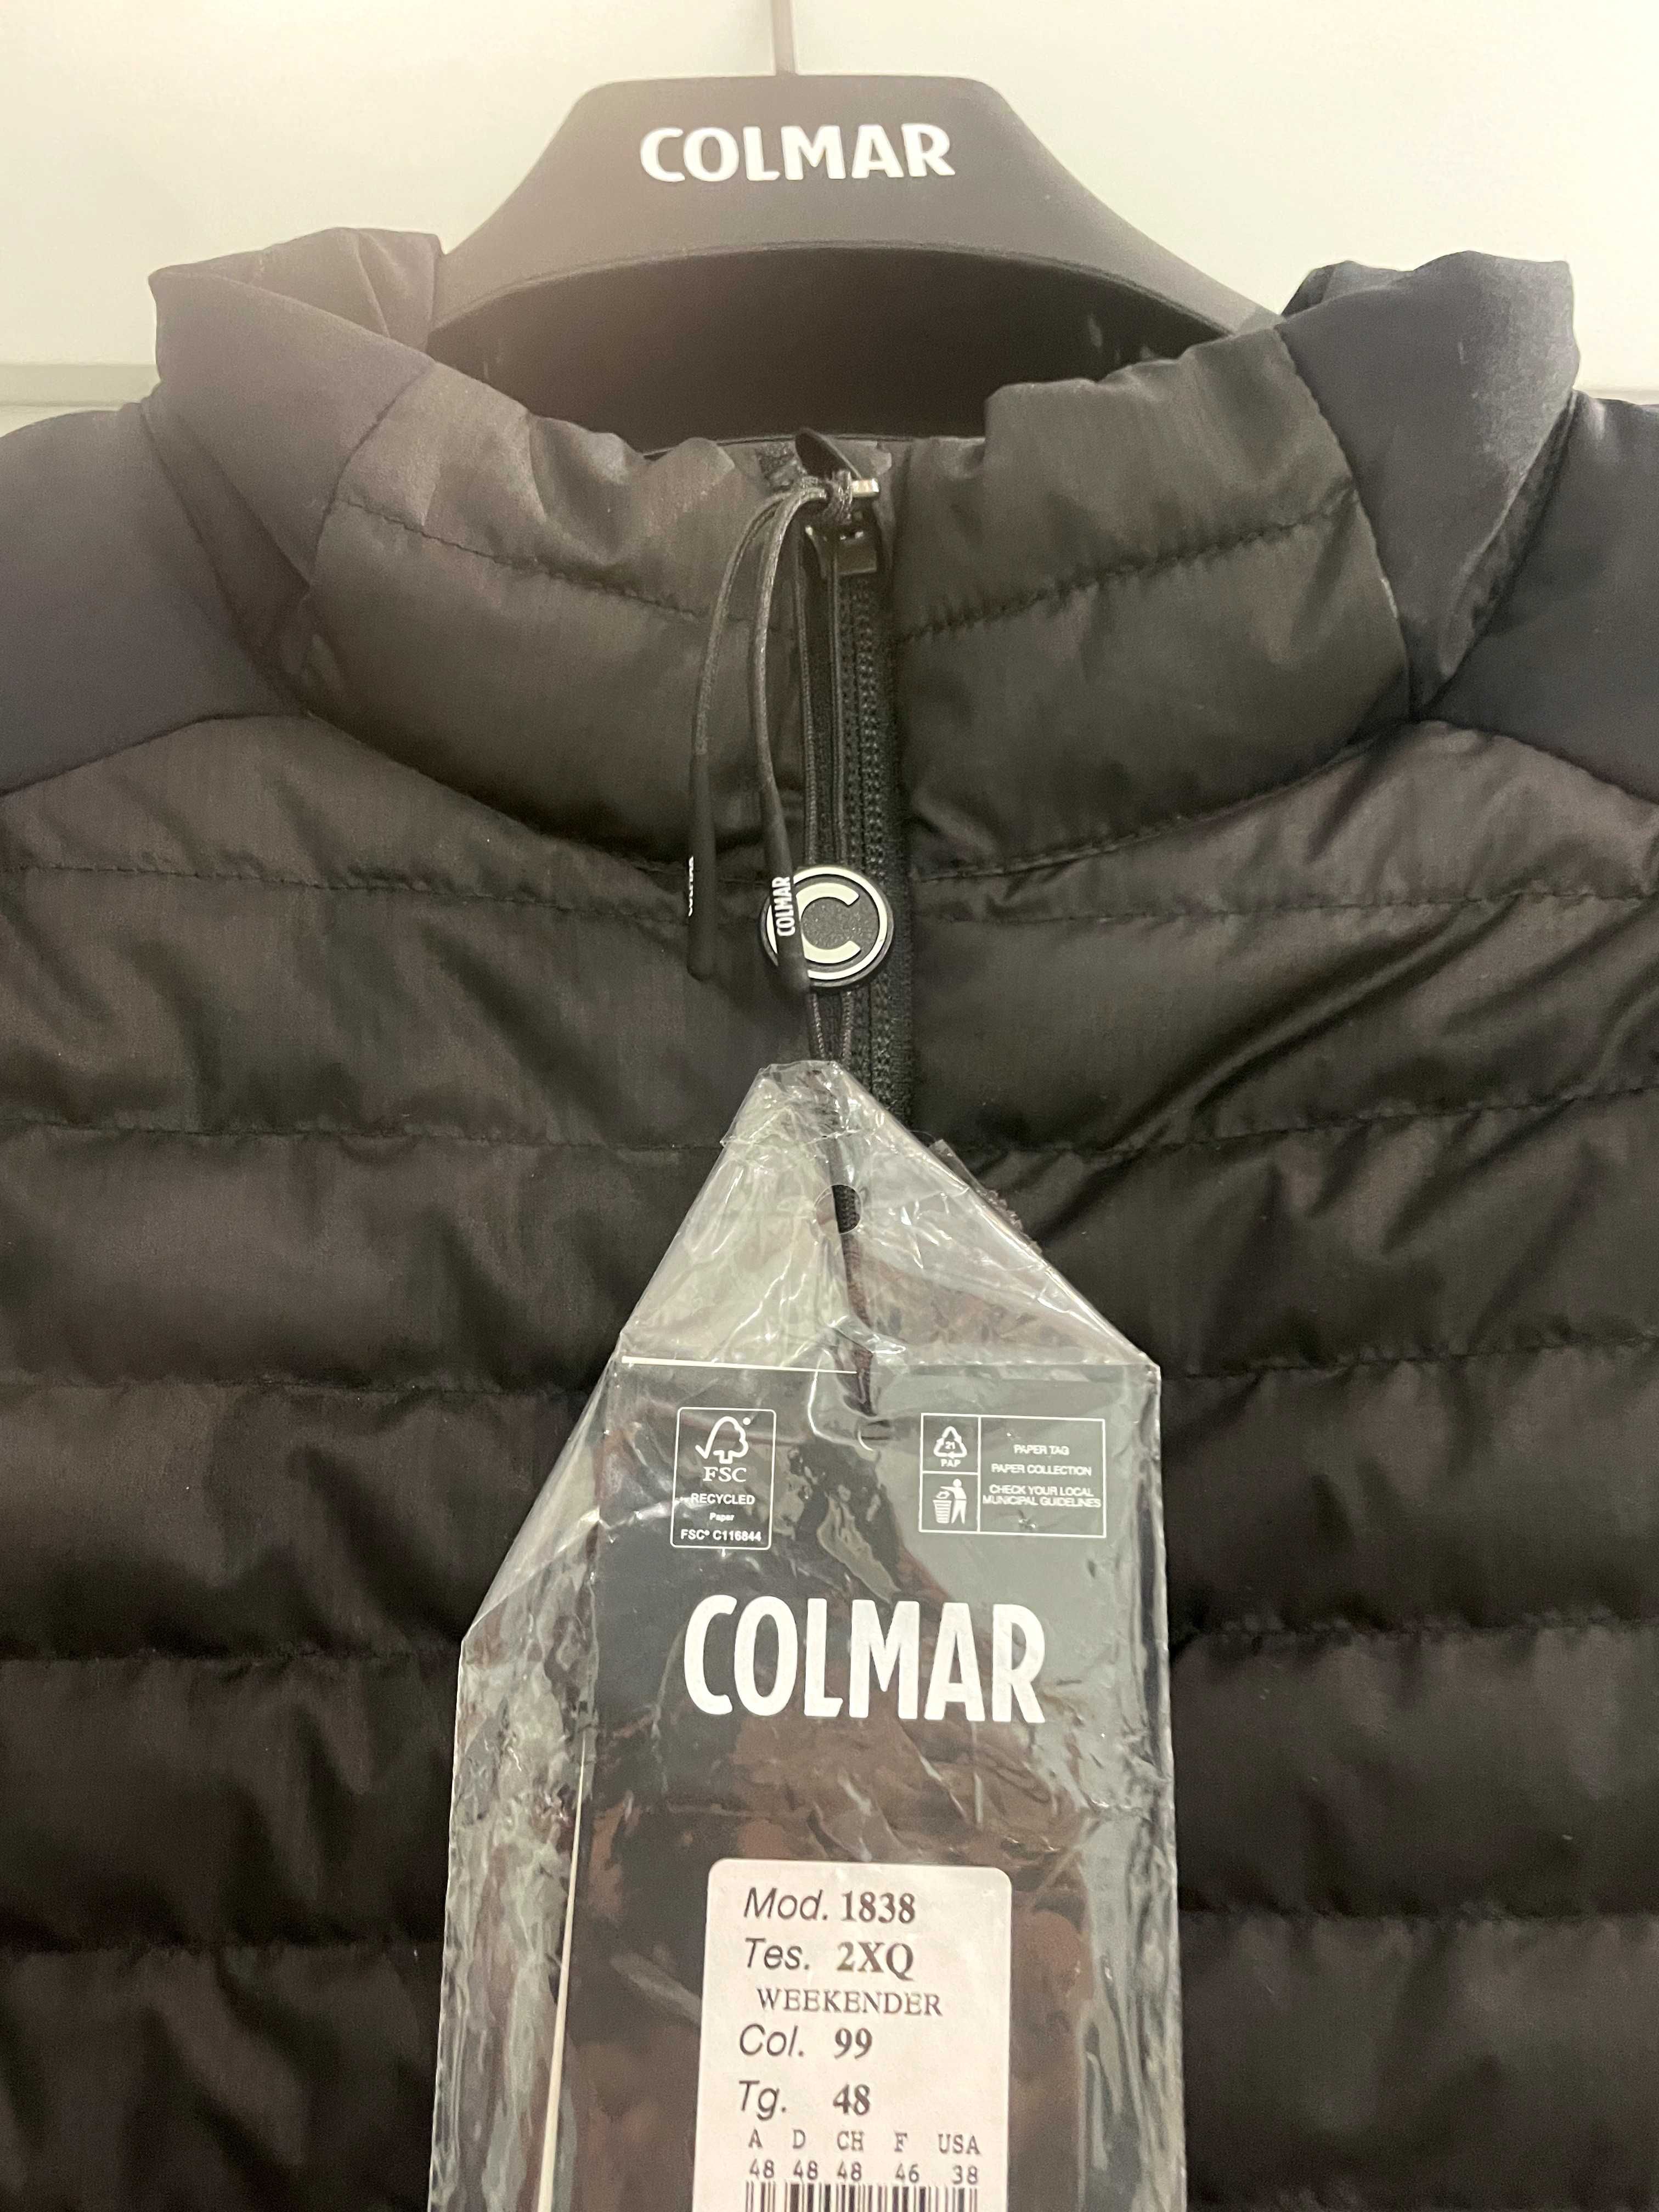 COLMAR
COLMAR
C
FSC
RECYCLED
Paper
FSC® C116844
21
PAP
PAPER TAG
PAPER COLLECTION
CHECK YOUR LOCAL
MUNICIPAL GUIDELINES
COLMAR
Mod. 1838
Tes. 2XQ
WEEKENDER
Col. 99
Tg. 48
A D CH F USA
48 48 48 46 38